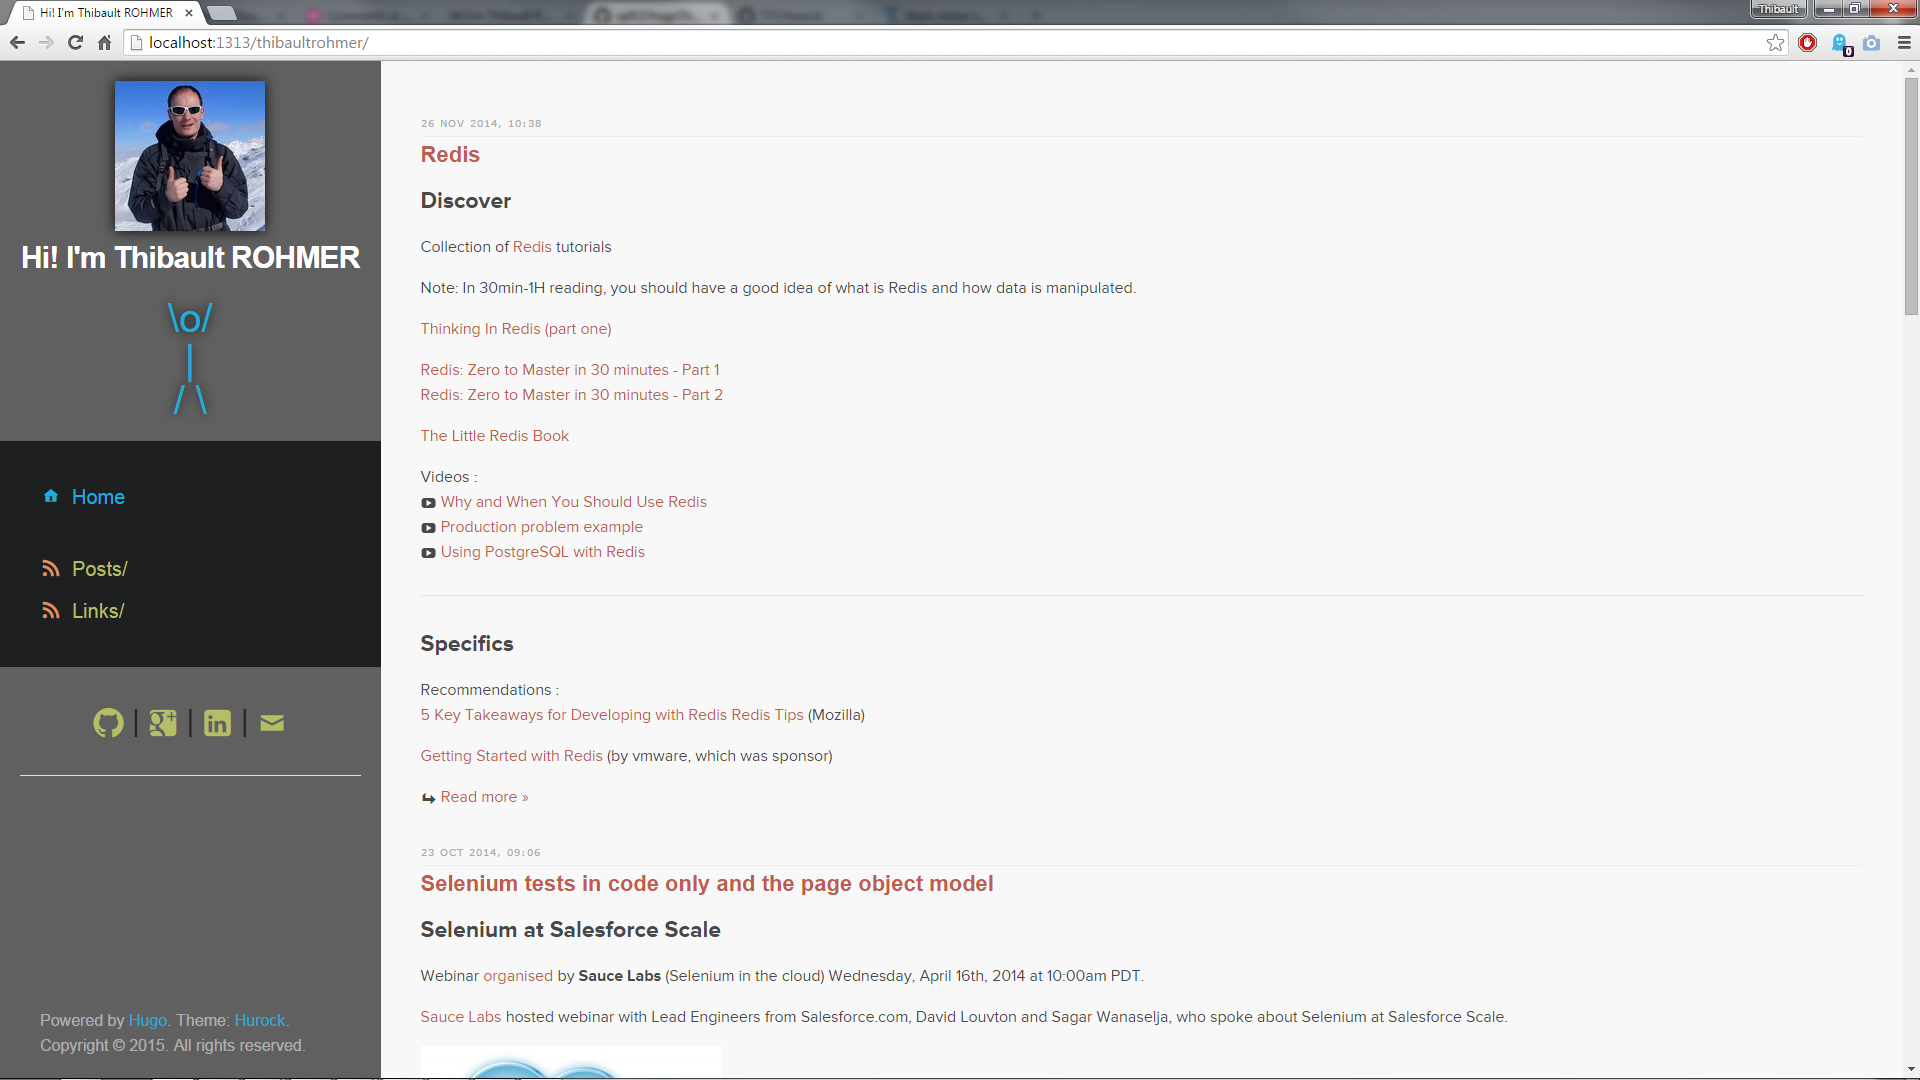 Hi! I'm Thibault ROHMER
Thibault
localhost:1313/thibaultrohmer/
0
Hi! I'm Thibault ROHMER
\o/
|
/ \
Home
Posts/
Links/
| g+ | in |
Powered by Hugo. Theme: Hurock.
Copyright © 2015. All rights reserved.
26 NOV 2014, 10:38
Redis
Discover
Collection of Redis tutorials
Note: In 30min-1H reading, you should have a good idea of what is Redis and how data is manipulated.
Thinking In Redis (part one)
Redis: Zero to Master in 30 minutes - Part 1
Redis: Zero to Master in 30 minutes - Part 2
The Little Redis Book
Videos :
Why and When You Should Use Redis
Production problem example
Using PostgreSQL with Redis
Specifics
Recommendations :
5 Key Takeaways for Developing with Redis Redis Tips (Mozilla)
Getting Started with Redis (by vmware, which was sponsor)
Read more »
23 OCT 2014, 09:06
Selenium tests in code only and the page object model
Selenium at Salesforce Scale
Webinar organised by Sauce Labs (Selenium in the cloud) Wednesday, April 16th, 2014 at 10:00am PDT.
Sauce Labs hosted webinar with Lead Engineers from Salesforce.com, David Louvton and Sagar Wanaselja, who spoke about Selenium at Salesforce Scale.